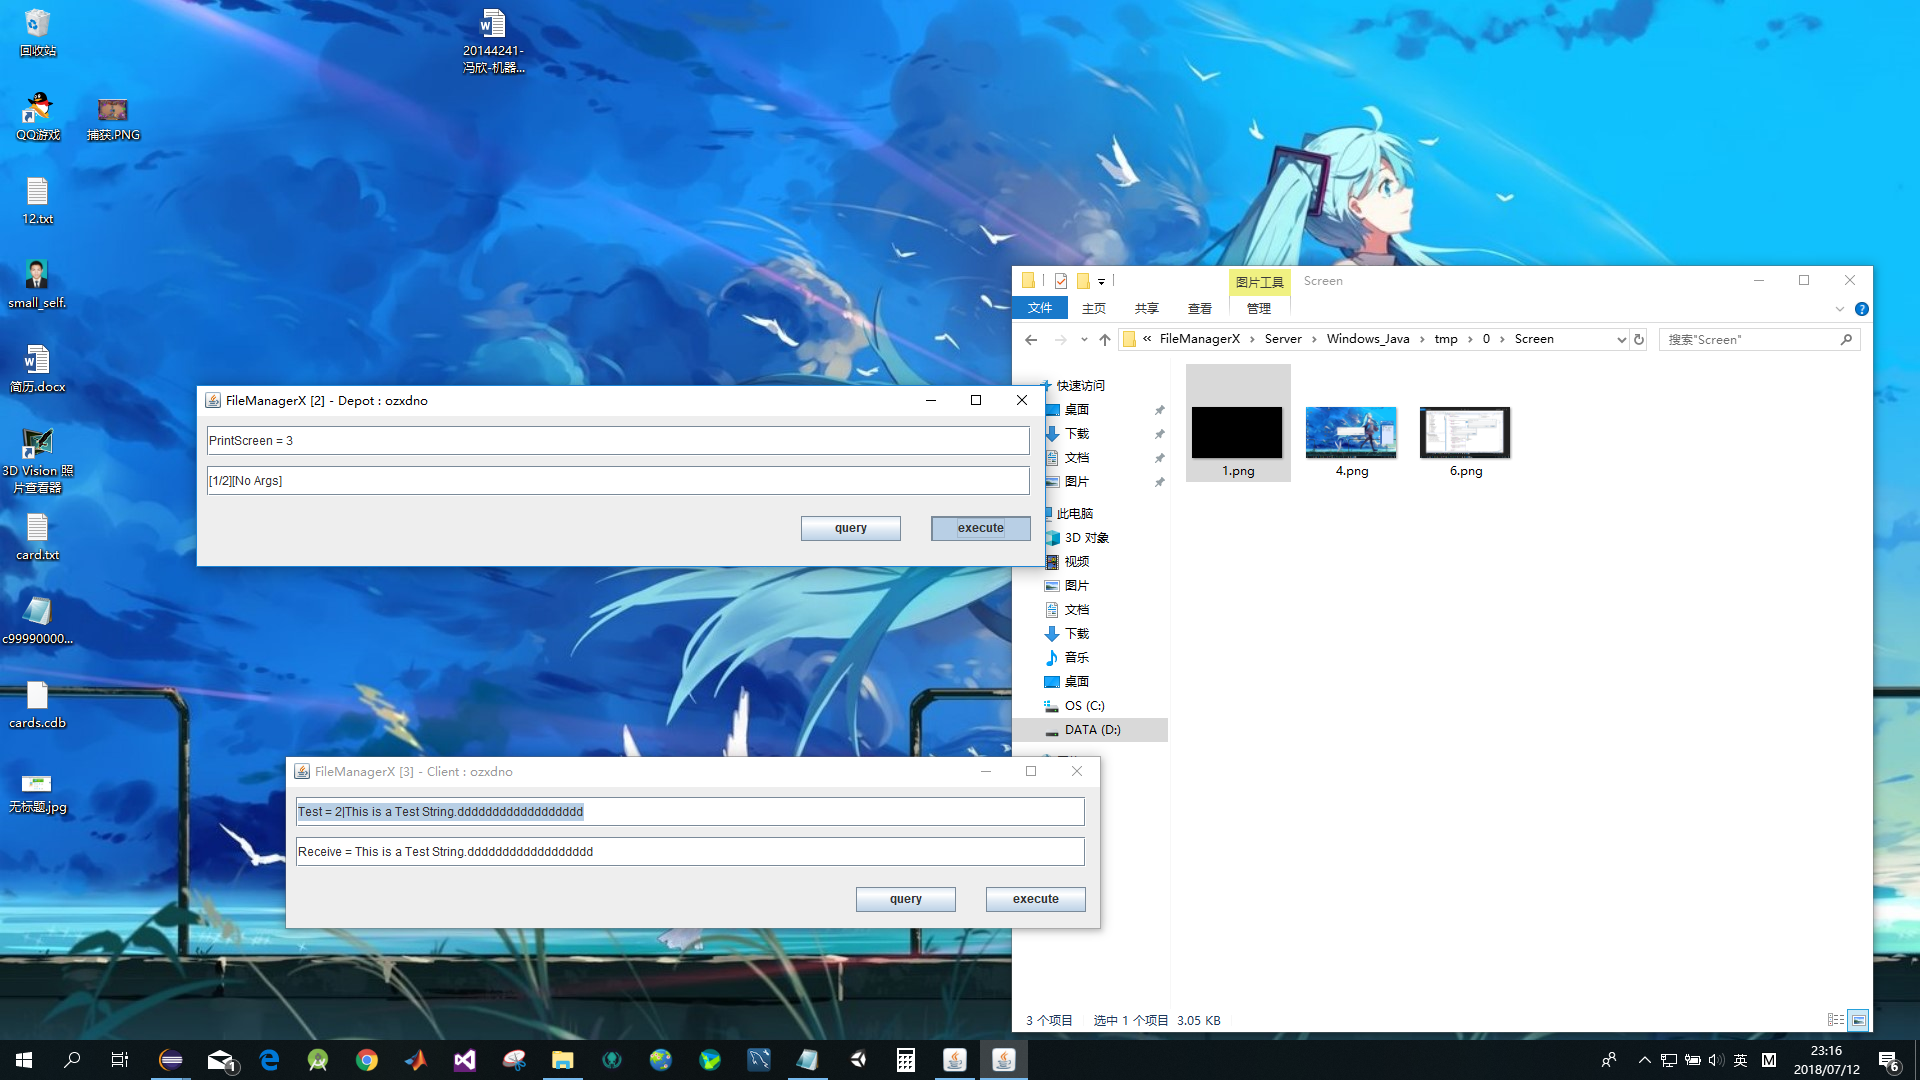 回收站
20144241-
冯欣-机器...
QQ游戏
捕获.PNG
12.txt
small_self.
简历.docx
3D Vision 照
片查看器
card.txt
c99990000...
cards.cdb
无标题.jpg
FileManagerX [2] - Depot : ozxdno
PrintScreen = 3
[1/2][No Args]
query
execute
FileManagerX [3] - Client : ozxdno
Test = 2|This is a Test String.dddddddddddddddddd
Receive = This is a Test String.dddddddddddddddddd
query
execute
图片工具
Screen
文件
主页
共享
查看
管理
« FileManagerX › Server › Windows_Java › tmp › 0 › Screen
搜索"Screen"
快速访问
桌面
下载
文档
图片
此电脑
3D 对象
视频
图片
文档
下载
音乐
桌面
OS (C:)
DATA (D:)
1.png
4.png
6.png
3 个项目
选中 1 个项目 3.05 KB
1
英
M
23:16
2018/07/12
6